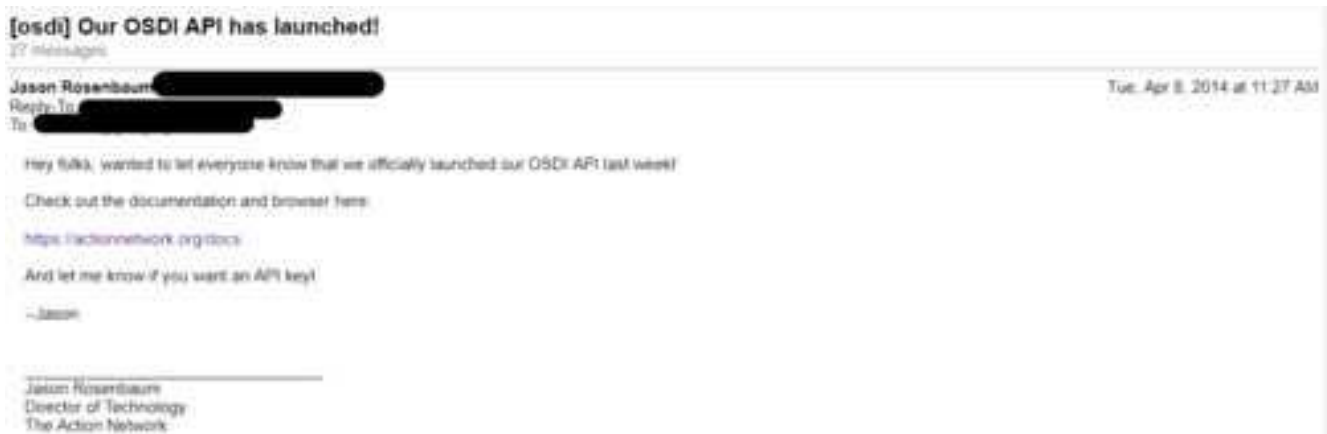 [osdi] Our OSDI API has launched!
27 messages
Jason Rosenbaum
Tue, Apr 8, 2014 at 11:27 AM
Reply-To
To
Hey folks, wanted to let everyone know that we officially launched our OSDI API last week!
Check out the documentation and browser here:
https://actionnetwork.org/docs
And let me know if you want an API key!
--Jason
Jason Rosenbaum
Director of Technology
The Action Network